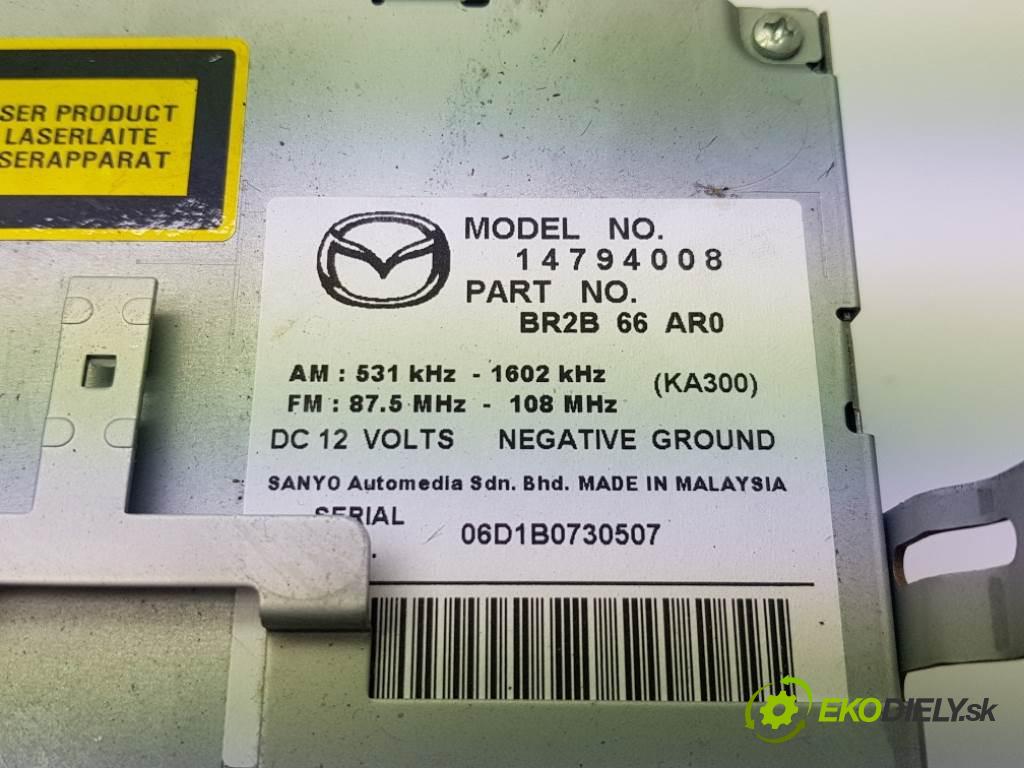 SER PRODUCT
LASERLAITE
SERAPPARAT
MODEL NO.
14794008
PART NO.
BR2B 66 AR0
AM : 531 kHz - 1602 kHz (KA300)
FM : 87.5 MHz - 108 MHz
DC 12 VOLTS NEGATIVE GROUND
SANYO Automedia Sdn. Bhd. MADE IN MALAYSIA
SERIAL
06D1B0730507
EKODIELY.sk